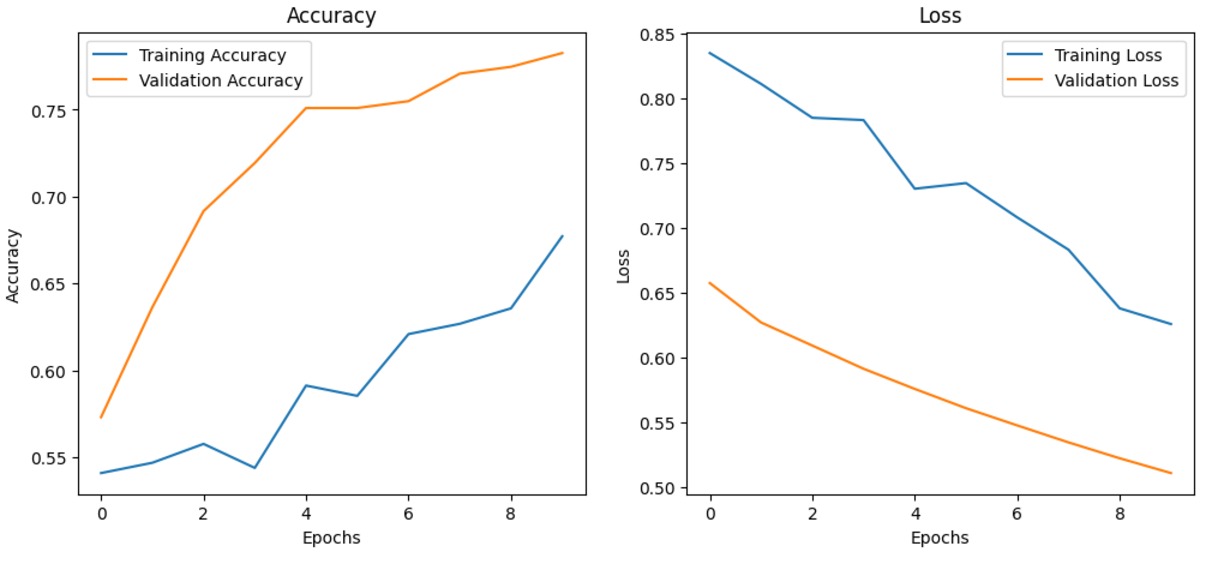 Accuracy
Training Accuracy
Validation Accuracy
0.75
0.70
0.65
0.60
0.55
Accuracy
0 2 4 6 8
Epochs
Loss
Training Loss
Validation Loss
0.85
0.80
0.75
0.70
0.65
0.60
0.55
0.50
Loss
0 2 4 6 8
Epochs